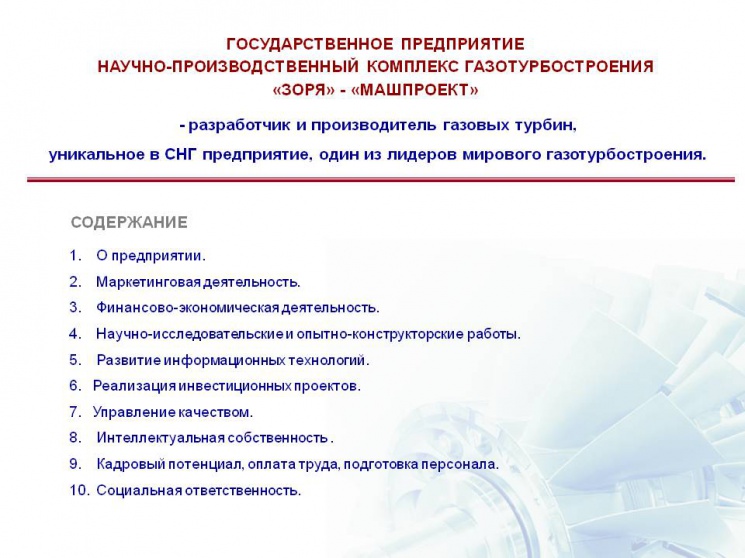 ГОСУДАРСТВЕННОЕ ПРЕДПРИЯТИЕ
НАУЧНО-ПРОИЗВОДСТВЕННЫЙ КОМПЛЕКС ГАЗОТУРБОСТРОЕНИЯ
«ЗОРЯ» - «МАШПРОЕКТ»
- разработчик и производитель газовых турбин,
уникальное в СНГ предприятие, один из лидеров мирового газотурбостроения.
СОДЕРЖАНИЕ
1. О предприятии.
2. Маркетинговая деятельность.
3. Финансово-экономическая деятельность.
4. Научно-исследовательские и опытно-конструкторские работы.
5. Развитие информационных технологий.
6. Реализация инвестиционных проектов.
7. Управление качеством.
8. Интеллектуальная собственность .
9. Кадровый потенциал, оплата труда, подготовка персонала.
10. Социальная ответственность.